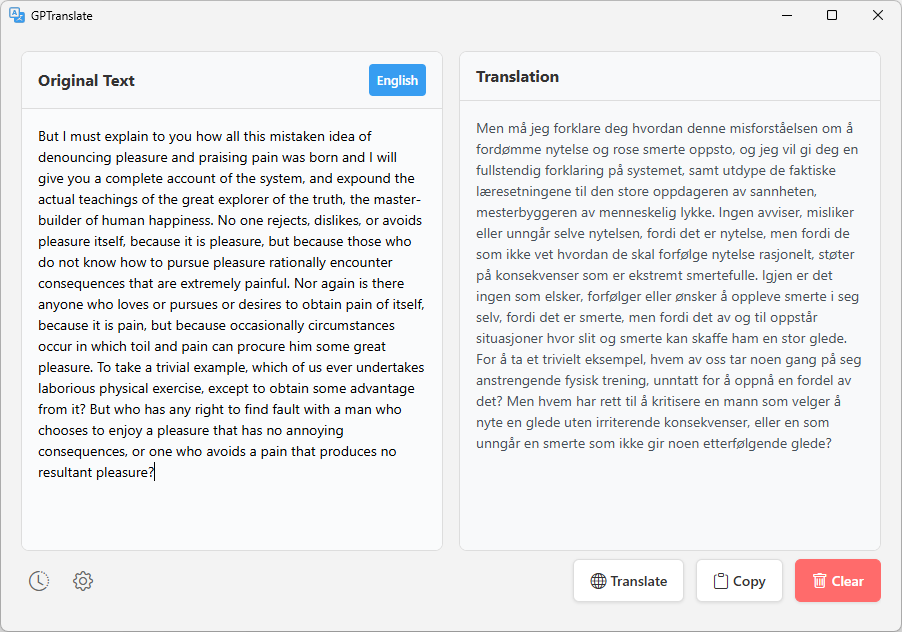 GPTranslate
Original Text
English
But I must explain to you how all this mistaken idea of
denouncing pleasure and praising pain was born and I will
give you a complete account of the system, and expound the
actual teachings of the great explorer of the truth, the master-
builder of human happiness. No one rejects, dislikes, or avoids
pleasure itself, because it is pleasure, but because those who
do not know how to pursue pleasure rationally encounter
consequences that are extremely painful. Nor again is there
anyone who loves or pursues or desires to obtain pain of itself,
because it is pain, but because occasionally circumstances
occur in which toil and pain can procure him some great
pleasure. To take a trivial example, which of us ever undertakes
laborious physical exercise, except to obtain some advantage
from it? But who has any right to find fault with a man who
chooses to enjoy a pleasure that has no annoying
consequences, or one who avoids a pain that produces no
resultant pleasure?
Translation
Men må jeg forklare deg hvordan denne misforståelsen om å
fordømme nytelse og rose smerte oppsto, og jeg vil gi deg en
fullstendig forklaring på systemet, samt utdype de faktiske
læresetningene til den store oppdageren av sannheten,
mesterbyggeren av menneskelig lykke. Ingen avviser, misliker
eller unngår selve nytelsen, fordi det er nytelse, men fordi de
som ikke vet hvordan de skal forfølge nytelse rasjonelt, støter
på konsekvenser som er ekstremt smertefulle. Igjen er det
ingen som elsker, forfølger eller ønsker å oppleve smerte i seg
selv, fordi det er smerte, men fordi det av og til oppstår
situasjoner hvor slit og smerte kan skaffe ham en stor glede.
For å ta et trivielt eksempel, hvem av oss tar noen gang på seg
anstrengende fysisk trening, unntatt for å oppnå en fordel av
det? Men hvem har rett til å kritisere en mann som velger å
nyte en glede uten irriterende konsekvenser, eller en som
unngår en smerte som ikke gir noen etterfølgende glede?
Translate
Copy
Clear